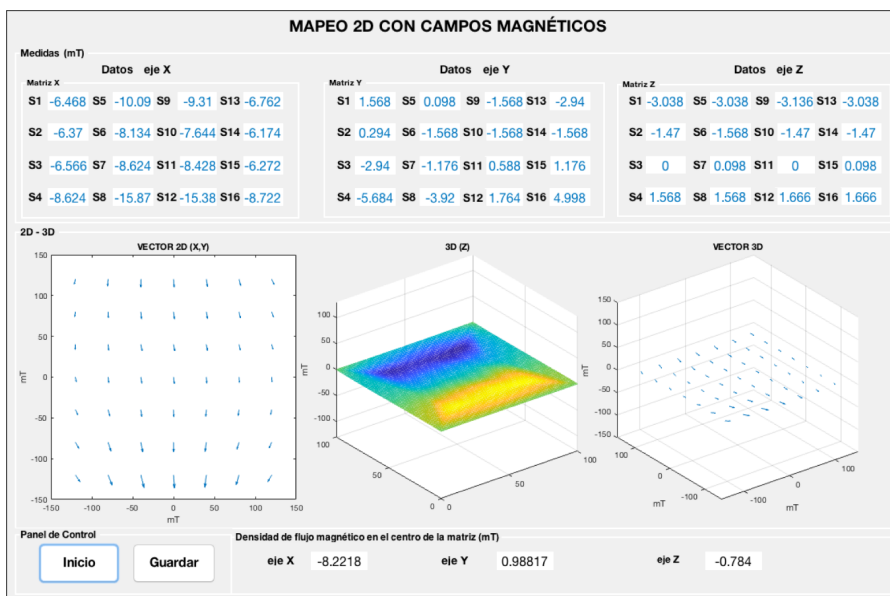 MAPEO 2D CON CAMPOS MAGNÉTICOS
Medidas (mT)
Datos eje X
Matriz X
S1 -6.468 S5 -10.09 S9 -9.31 S13 -6.762
S2 -6.37 S6 -8.134 S10 -7.644 S14 -6.174
S3 -6.566 S7 -8.624 S11 -8.428 S15 -6.272
S4 -8.624 S8 -15.87 S12 -15.38 S16 -8.722
Datos eje Y
Matriz Y
S1 1.568 S5 0.098 S9 -1.568 S13 -2.94
S2 0.294 S6 -1.568 S10 -1.568 S14 -1.568
S3 -2.94 S7 -1.176 S11 0.588 S15 1.176
S4 -5.684 S8 -3.92 S12 1.764 S16 4.998
Datos eje Z
Matriz Z
S1 -3.038 S5 -3.038 S9 -3.136 S13 -3.038
S2 -1.47 S6 -1.568 S10 -1.47 S14 -1.47
S3 0 S7 0.098 S11 0 S15 0.098
S4 1.568 S8 1.568 S12 1.666 S16 1.666
2D - 3D
VECTOR 2D (X,Y)
150
100
50
0
-50
-100
-150
mT
-150 -100 -50 0 50 100 150
mT
3D (Z)
100
50
0
-50
-100
100
50
0
0
50
100
VECTOR 3D
mT
150
100
50
0
-50
-100
-150
100
0
-100
mT
-100
0
100
mT
Panel de Control
Inicio
Guardar
Densidad de flujo magnético en el centro de la matriz (mT)
eje X -8.2218 eje Y 0.98817 eje Z -0.784